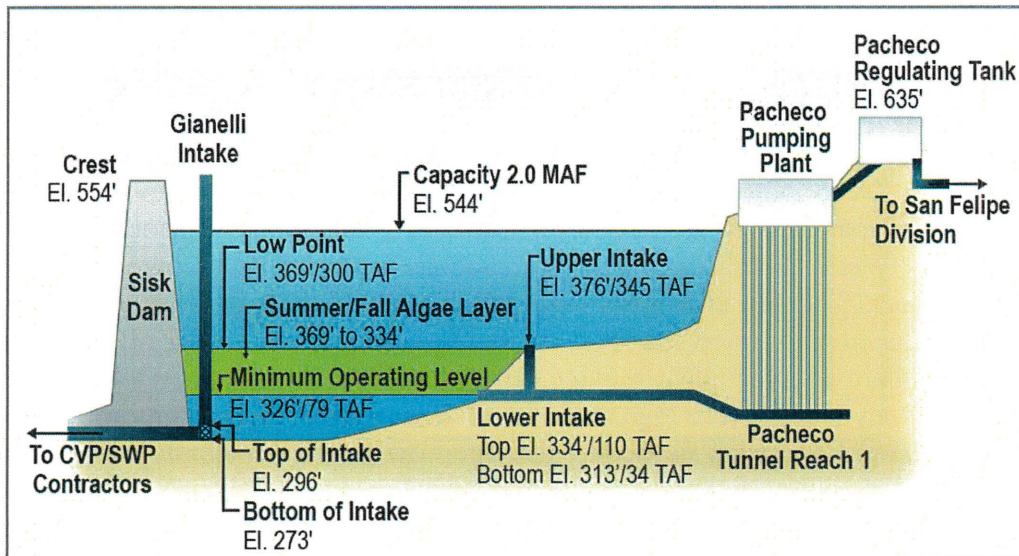 Pacheco
Regulating Tank
El. 635'
Gianelli
Intake
Pacheco
Pumping
Plant
Crest
El. 554'
Capacity 2.0 MAF
El. 544'
To San Felipe
Division
Low Point
El. 369'/300 TAF
Upper Intake
El. 376'/345 TAF
Sisk
Dam
Summer/Fall Algae Layer
El. 369' to 334'
Minimum Operating Level
El. 326'/79 TAF
Lower Intake
Top El. 334'/110 TAF
Bottom El. 313'/34 TAF
Pacheco
Tunnel Reach 1
To CVP/SWP
Contractors
Top of Intake
El. 296'
Bottom of Intake
El. 273'